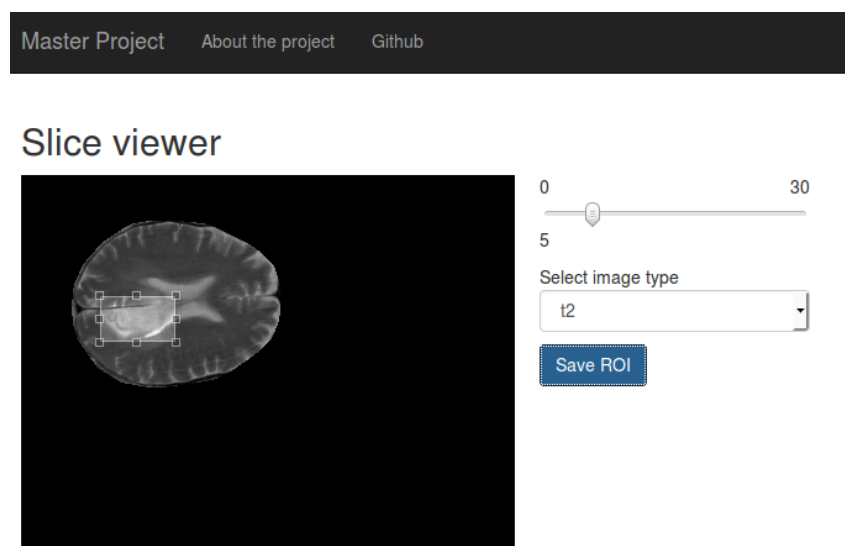 Master Project About the project Github
Slice viewer
0 30
5
Select image type
t2
Save ROI